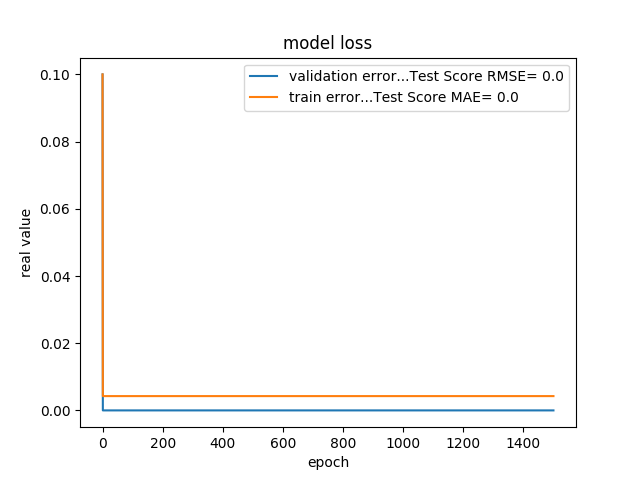 model loss
validation error...Test Score RMSE= 0.0
train error...Test Score MAE= 0.0
real value
0.10
0.08
0.06
0.04
0.02
0.00
0 200 400 600 800 1000 1200 1400
epoch